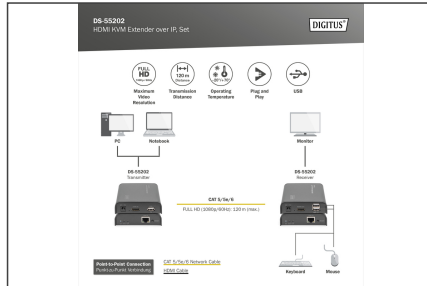 DS-55202
HDMI KVM Extender over IP, Set
DIGITUS®
FULL
HD
120 m
Distance
Maximum
Video
Resolution
Transmission
Distance
Operating
Temperature
Plug and
Play
USB
PC
Notebook
Monitor
DS-55202
Transmitter
DS-55202
Receiver
CAT 5/5e/6
FULL HD (1080p/60Hz): 120 m (max.)
Point-to-Point Connection
Punkt-zu-Punkt Verbindung
CAT 5/5e/6 Network Cable
HDMI Cable
Keyboard
Mouse